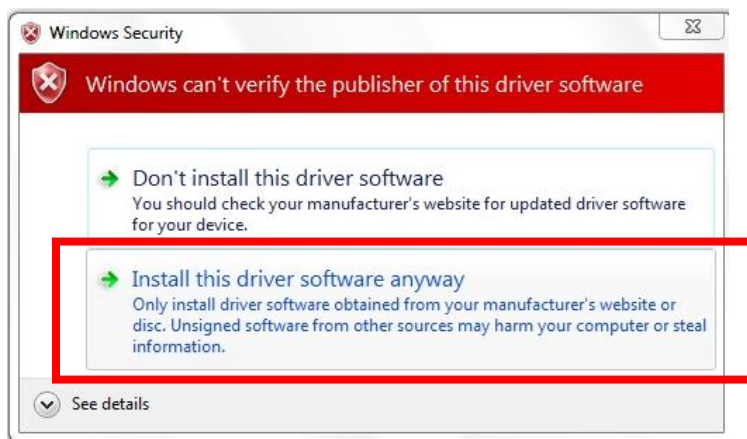 Windows Security
Windows can't verify the publisher of this driver software
Don't install this driver software
You should check your manufacturer's website for updated driver software
for your device.
Install this driver software anyway
Only install driver software obtained from your manufacturer's website or
disc. Unsigned software from other sources may harm your computer or steal
information.
See details